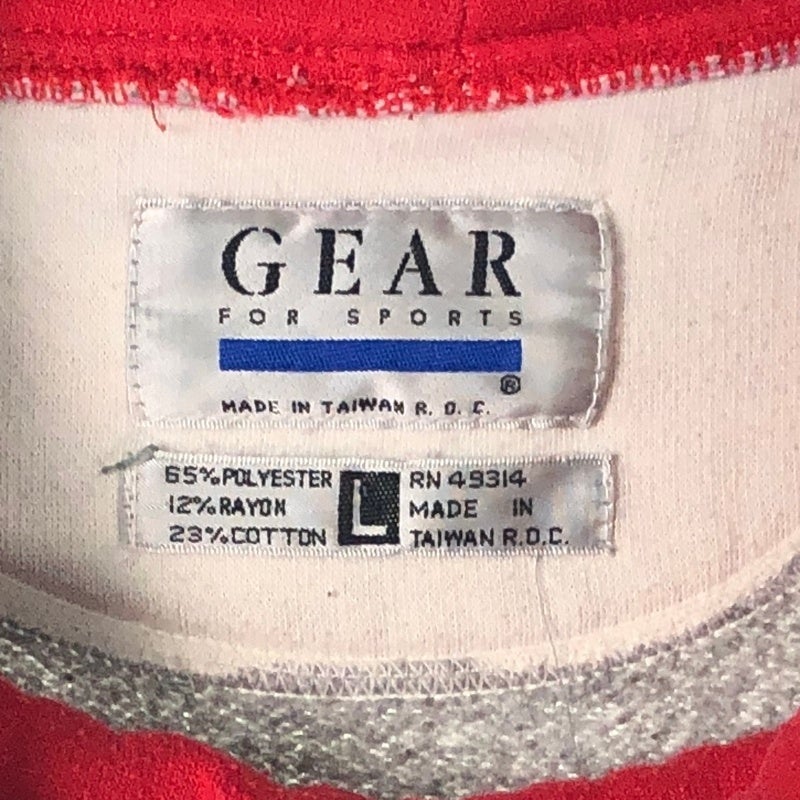 GEAR
FOR SPORTS
®
MADE IN TAIWAN R.O.C.
65% POLYESTER
12% RAYON
23% COTTON
L
RN 49314
MADE IN
TAIWAN R.O.C.